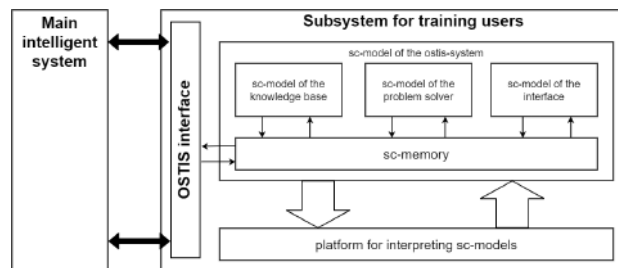 Main
intelligent
system
Subsystem for training users
OSTIS interface
sc-model of the ostis-system
sc-model of the
knowledge base
sc-model of the
problem solver
sc-model of the
interface
sc-memory
platform for interpreting sc-models